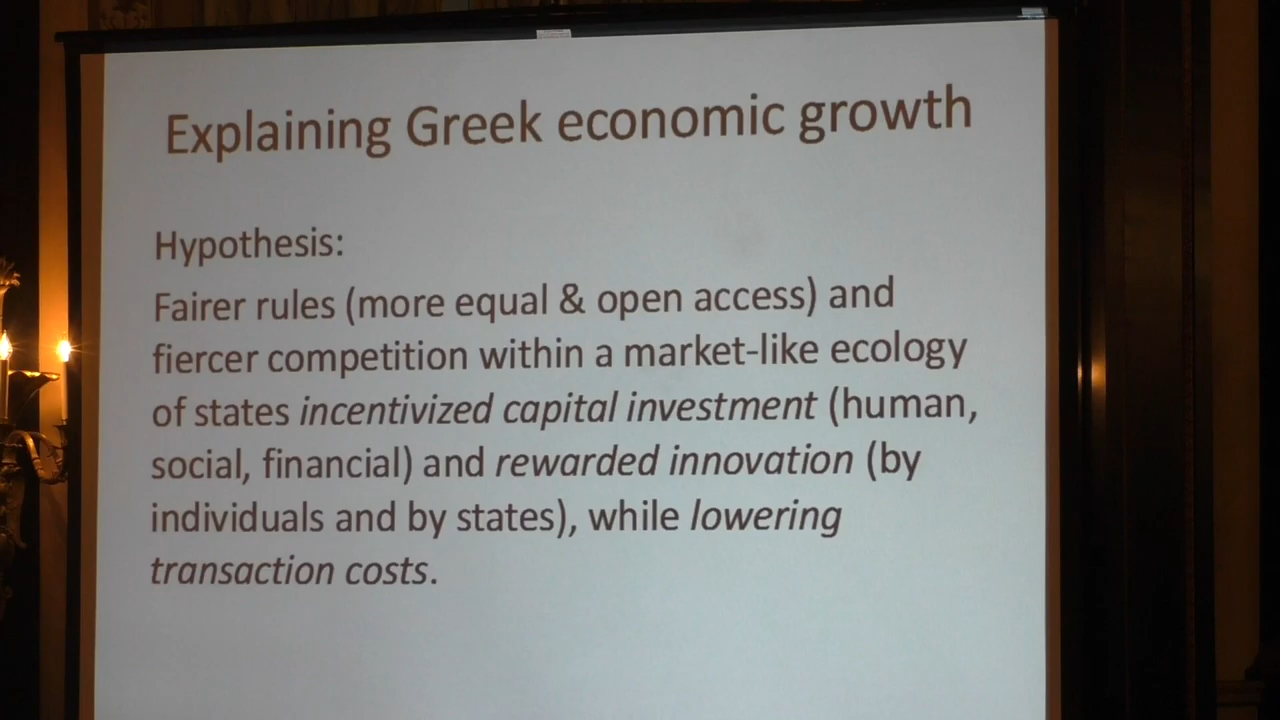 Explaining Greek economic growth
Hypothesis:
Fairer rules (more equal & open access) and
fiercer competition within a market-like ecology
of states incentivized capital investment (human,
social, financial) and rewarded innovation (by
individuals and by states), while lowering
transaction costs.